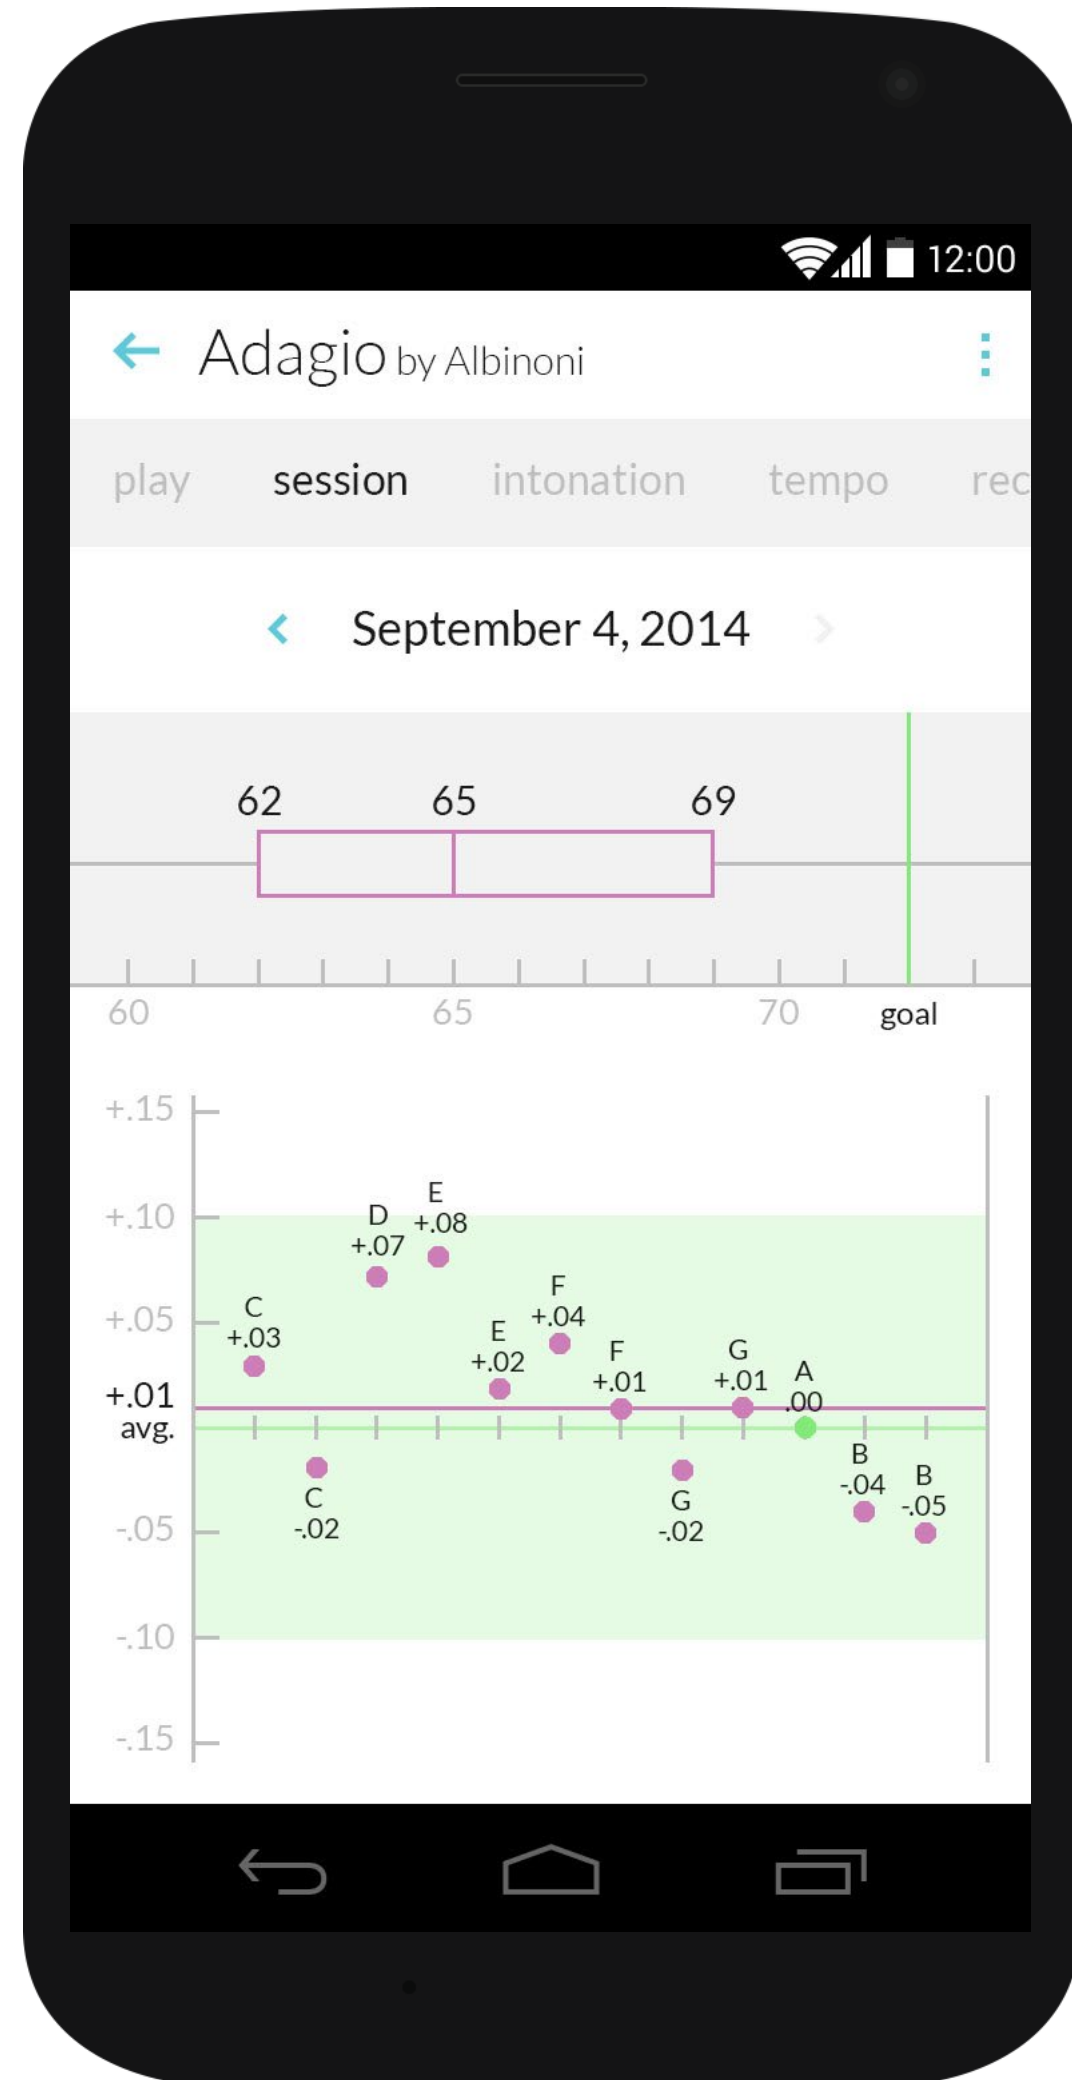 12:00
Adagio by Albinoni
play session intonation tempo rec
September 4, 2014
62 65 69
60 65 70 goal
+.15
+.10
+.05
+.01
avg.
-.05
-.10
-.15
C
+.03
C
-.02
D
+.07
E
+.08
E
+.02
F
+.04
F
+.01
G
-.02
G
+.01
A
.00
B
-.04
B
-.05